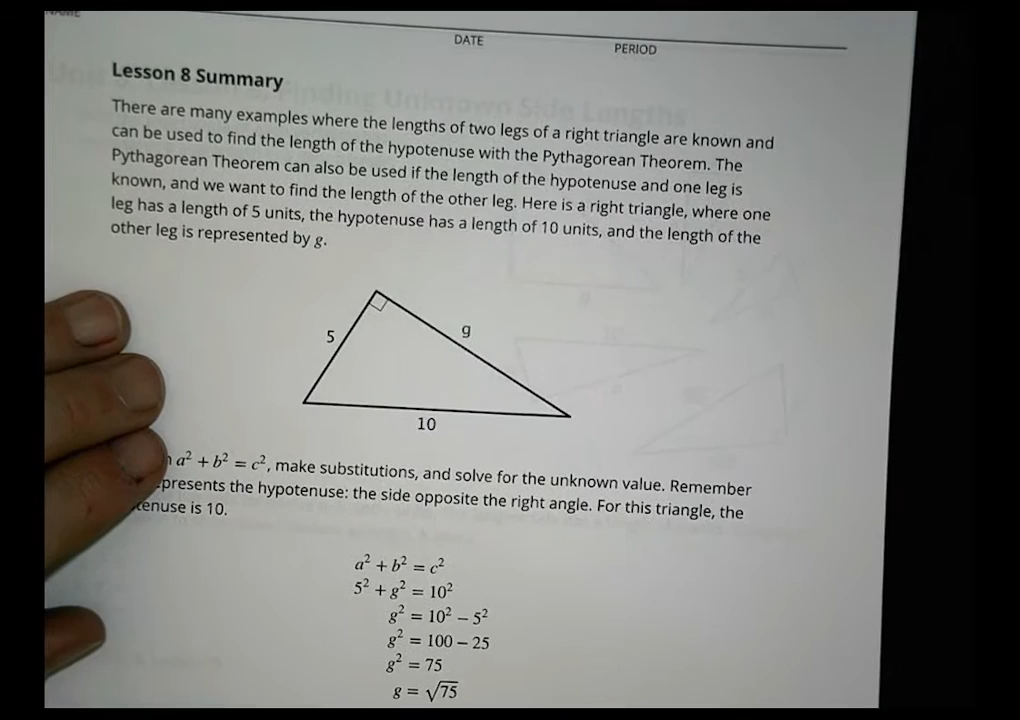 DATE
PERIOD
Lesson 8 Summary
There are many examples where the lengths of two legs of a right triangle are known and
can be used to find the length of the hypotenuse with the Pythagorean Theorem. The
Pythagorean Theorem can also be used if the length of the hypotenuse and one leg is
known, and we want to find the length of the other leg. Here is a right triangle, where one
leg has a length of 5 units, the hypotenuse has a length of 10 units, and the length of the
other leg is represented by g.
5
g
10
a² + b² = c², make substitutions, and solve for the unknown value. Remember
presents the hypotenuse: the side opposite the right angle. For this triangle, the
tenuse is 10.
a² + b² = c²
5² + g² = 10²
g² = 10² − 5²
g² = 100 − 25
g² = 75
g = √75